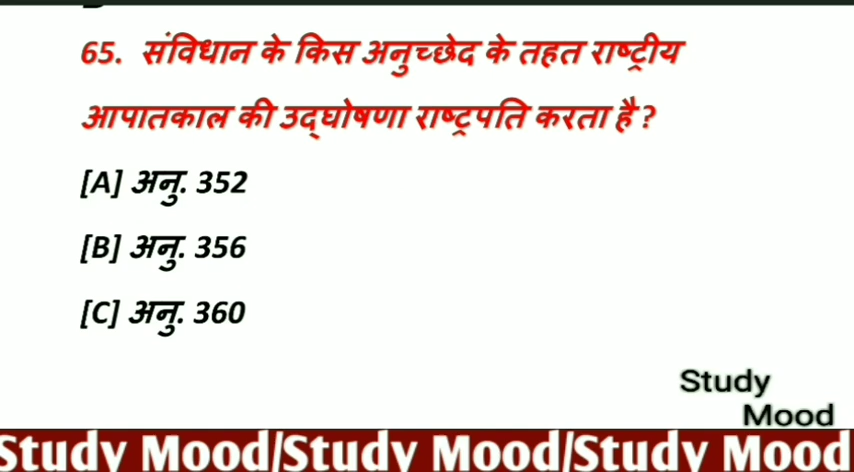 65. संविधान के किस अनुच्छेद के तहत राष्ट्रीय
आपातकाल की उद्घोषणा राष्ट्रपति करता है?
[A] अनु. 352
[B] अनु. 356
[C] अनु. 360
Study
Mood
Study Mood/Study Mood/Study Mood